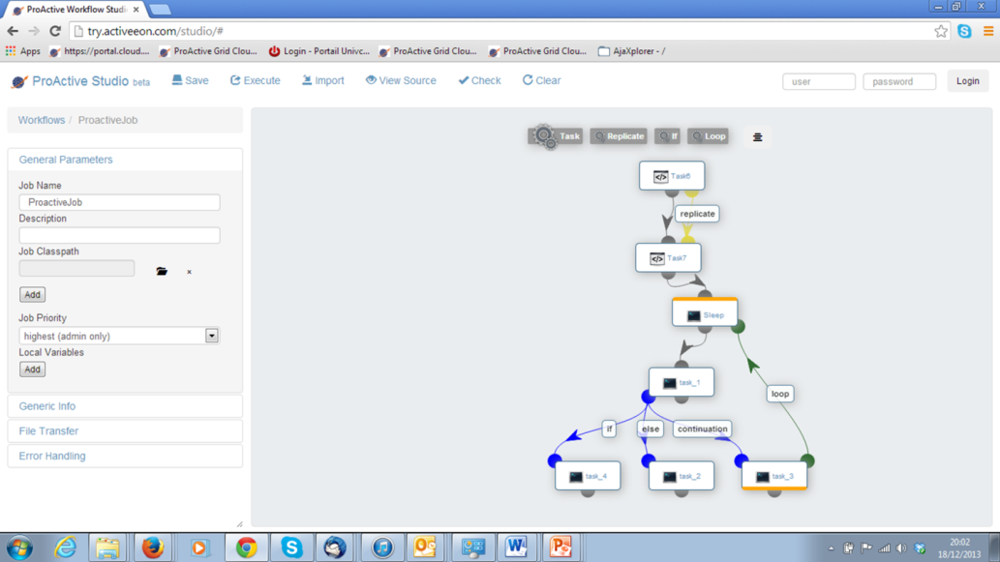 ProActive Workflow Studio
try.activeeon.com/studio/#
Apps https://portal.cloud.... ProActive Grid Clou... Login - Portail Univc... ProActive Grid Clou... ProActive Grid Clou... AjaXplorer - /
ProActive Studio beta Save Execute Import View Source Check Clear user password Login
Workflows / ProactiveJob
General Parameters
Job Name
ProactiveJob
Description
Job Classpath
Add
Job Priority
highest (admin only)
Local Variables
Add
Generic Info
File Transfer
Error Handling
Task Replicate If Loop
Task6
replicate
Task7
Sleep
task_1
loop
if else continuation
task_4 task_2 task_3
20:02
18/12/2013